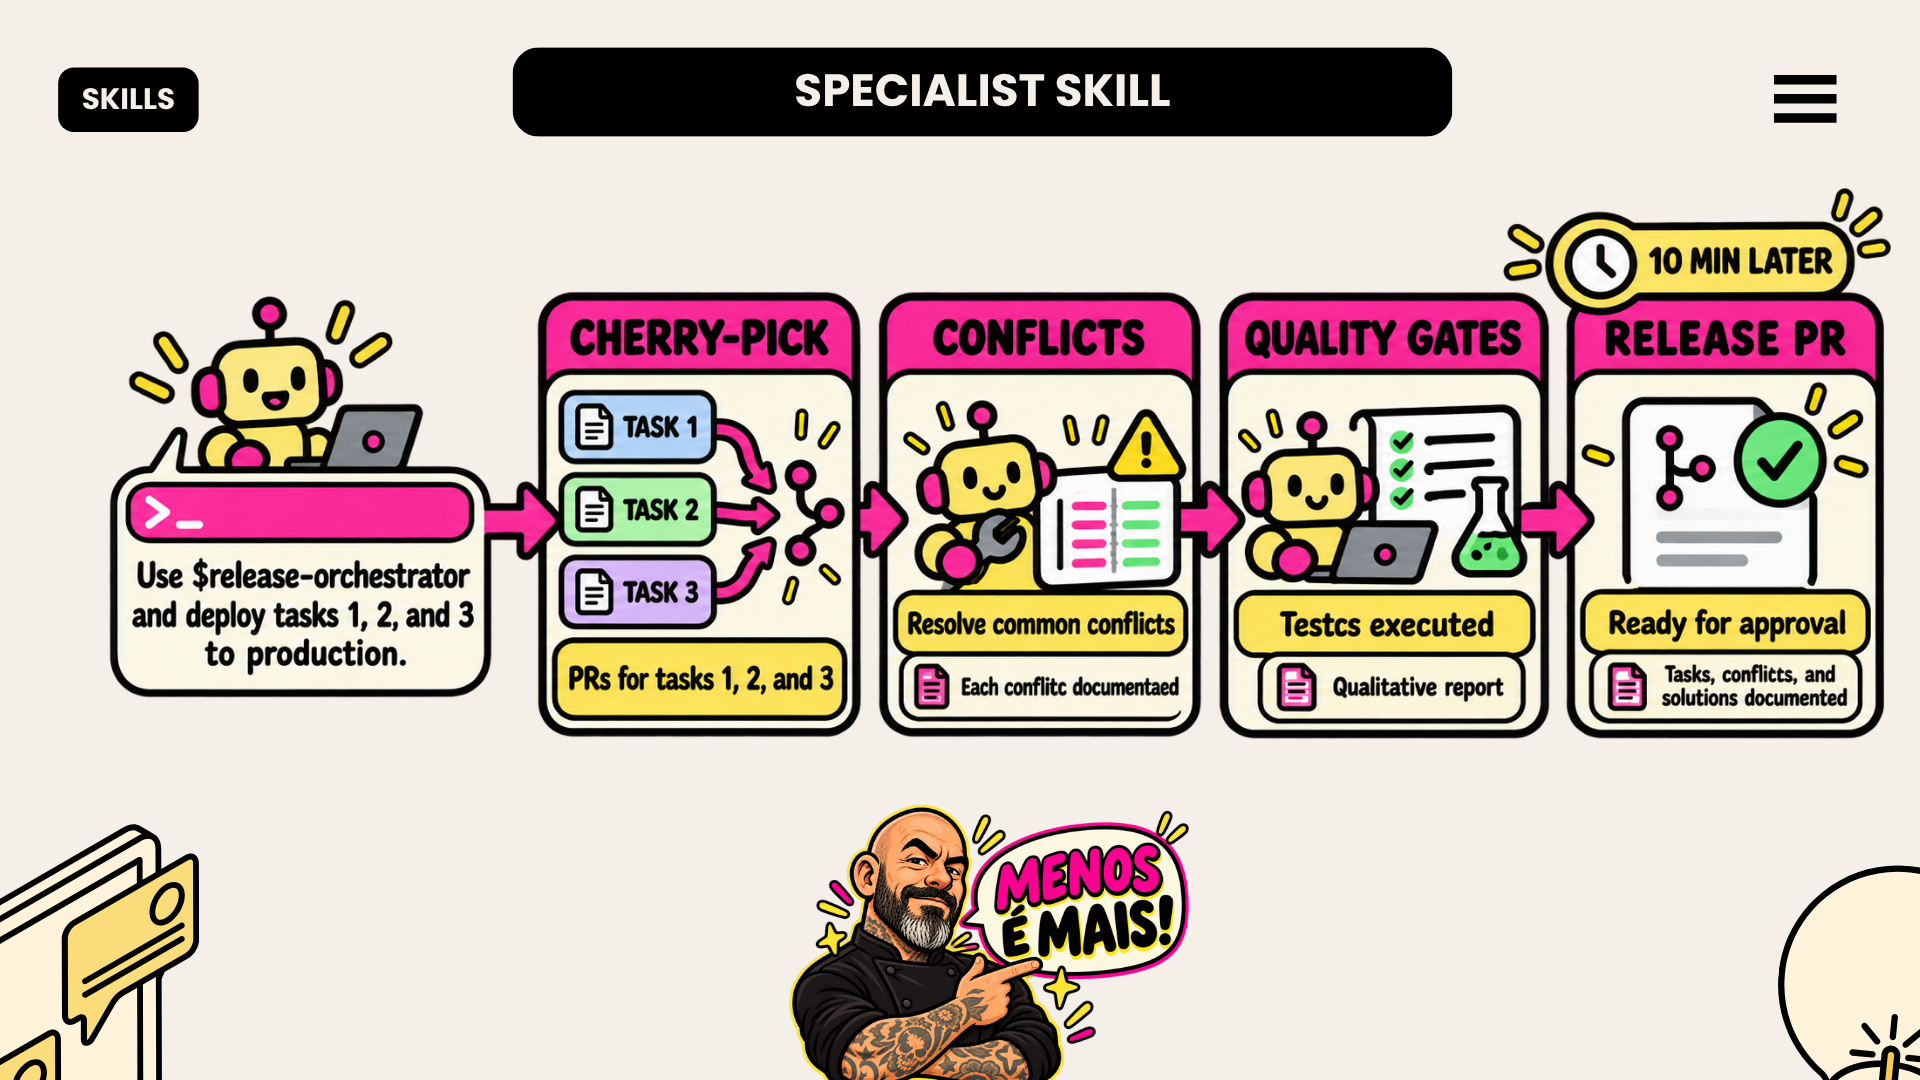 SKILLS
SPECIALIST SKILL
10 MIN LATER
>_
Use $release-orchestrator
and deploy tasks 1, 2, and 3
to production.
CHERRY-PICK
TASK 1
TASK 2
TASK 3
PRs for tasks 1, 2, and 3
CONFLICTS
Resolve common conflicts
Each conflitc documentaed
QUALITY GATES
Testcs executed
Qualitative report
RELEASE PR
Ready for approval
Tasks, conflicts, and
solutions documented
MENOS
É MAIS!